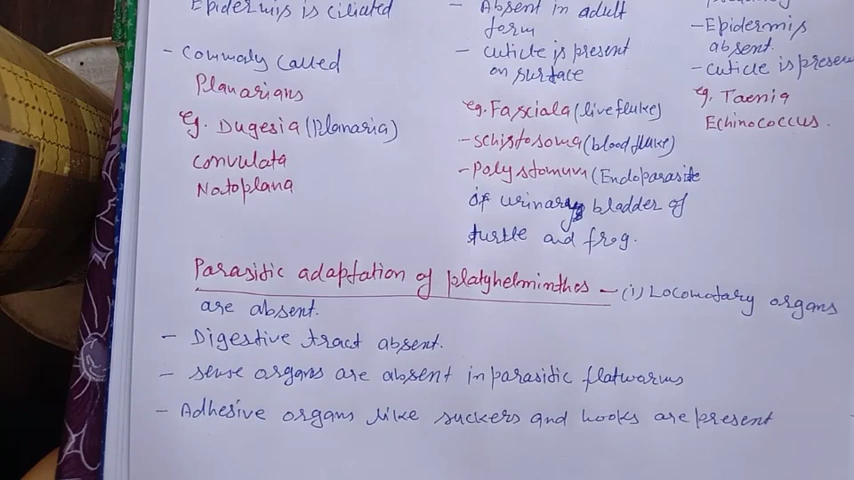 Epidermis is ciliated
- Commonly called
Planarians
eg. Dugesia (Planaria)
Convulata
Notoplana
- Absent in adult
form
- cuticle is present
on surface
eg. Fasciala (live fluke)
- schistosoma (blood fluke)
- Polystomum (Endoparasite
of urinary bladder of
turtle and frog.
- Epidermis
absent.
- cuticle is presen
eg. Taenia
Echinococcus.
Parasitic adaptation of platyhelminthes - (i) Locomotary organs
are absent.
- Digestive tract absent.
- sense organs are absent in parasitic flatworms
- Adhesive organs like suckers and hooks are present